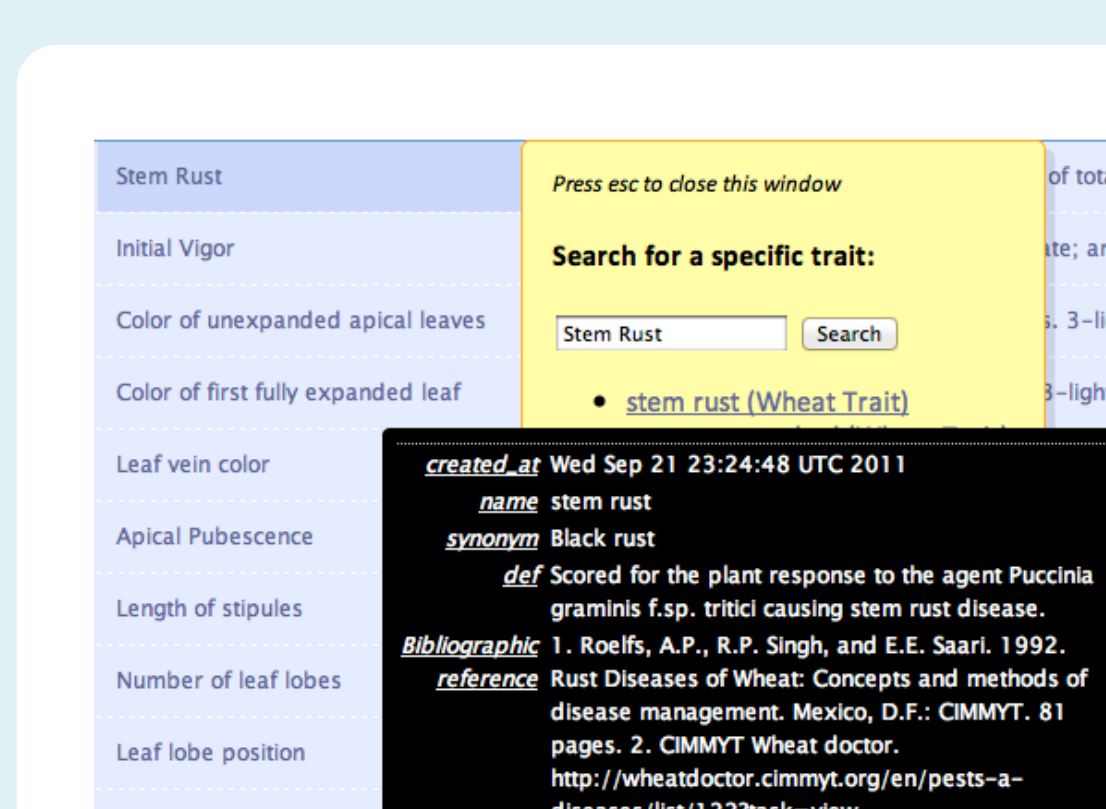 Stem Rust
Initial Vigor
Color of unexpanded apical leaves
Color of first fully expanded leaf
Leaf vein color
Apical Pubescence
Length of stipules
Number of leaf lobes
Leaf lobe position
Press esc to close this window
Search for a specific trait:
Stem Rust Search
• stem rust (Wheat Trait)
of
created_at Wed Sep 21 23:24:48 UTC 2011
name stem rust
synonym Black rust
def Scored for the plant response to the agent Puccinia
graminis f.sp. tritici causing stem rust disease.
Bibliographic 1. Roelfs, A.P., R.P. Singh, and E.E. Saari. 1992.
reference Rust Diseases of Wheat: Concepts and methods of
disease management. Mexico, D.F.: CIMMYT. 81
pages. 2. CIMMYT Wheat doctor.
http://wheatdoctor.cimmyt.org/en/pests-a-